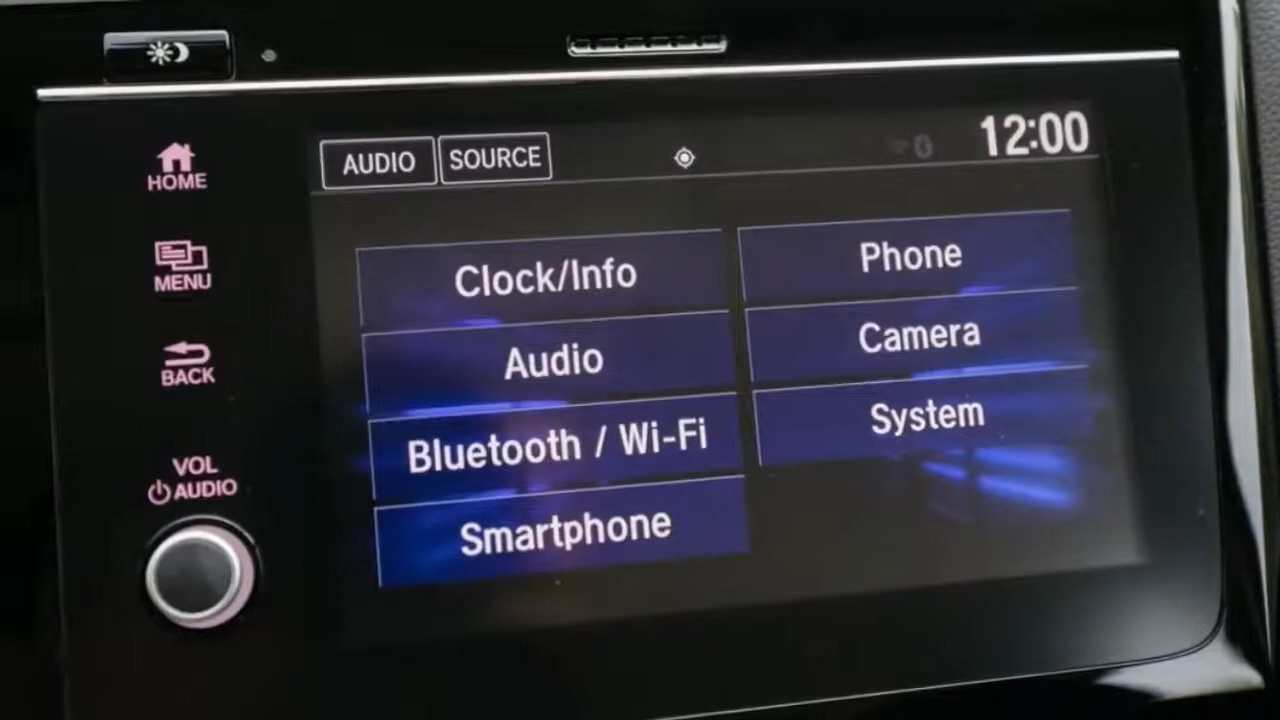 HOME
MENU
BACK
VOL
AUDIO
AUDIO SOURCE 12:00
Clock/Info
Audio
Bluetooth / Wi-Fi
Smartphone
Phone
Camera
System